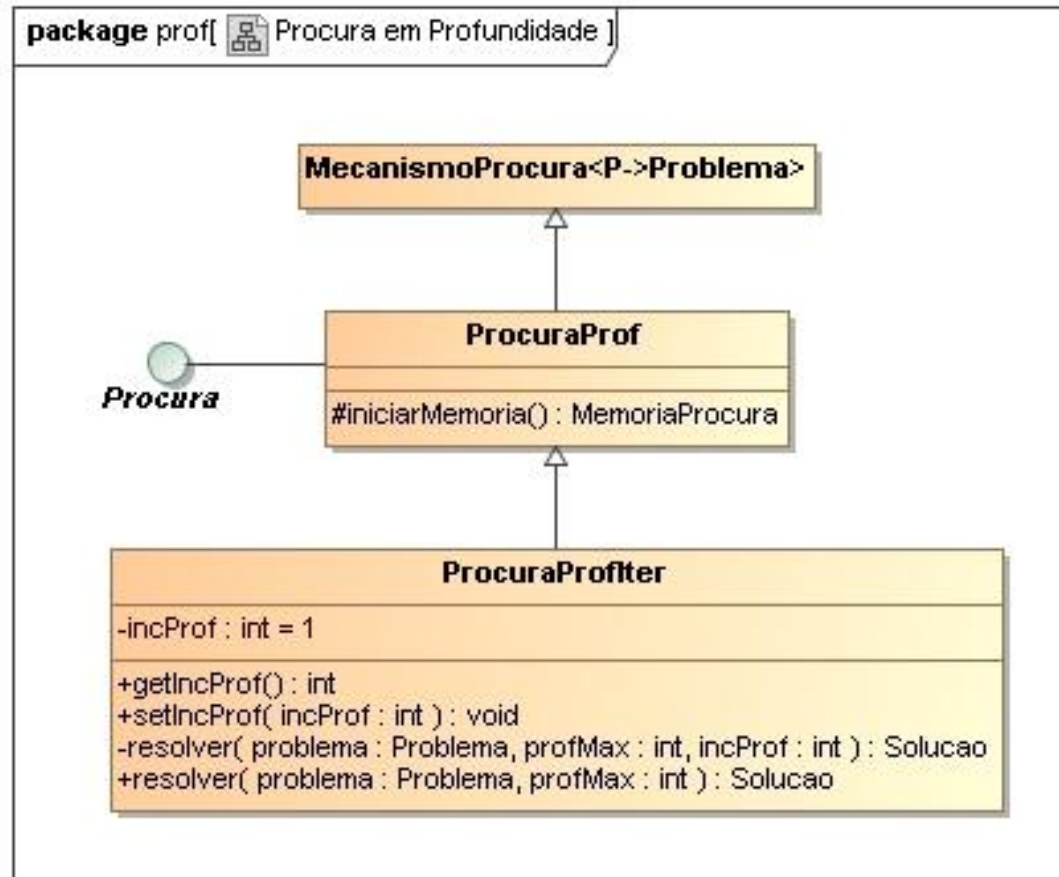 package prof[ Procura em Profundidade ]
MecanismoProcura<P->Problema>
ProcuraProf
Procura
#iniciarMemoria() : MemoriaProcura
ProcuraProfIter
-incProf : int = 1
+getIncProf() : int
+setIncProf( incProf : int ) : void
-resolver( problema : Problema, profMax : int, incProf : int ) : Solucao
+resolver( problema : Problema, profMax : int ) : Solucao